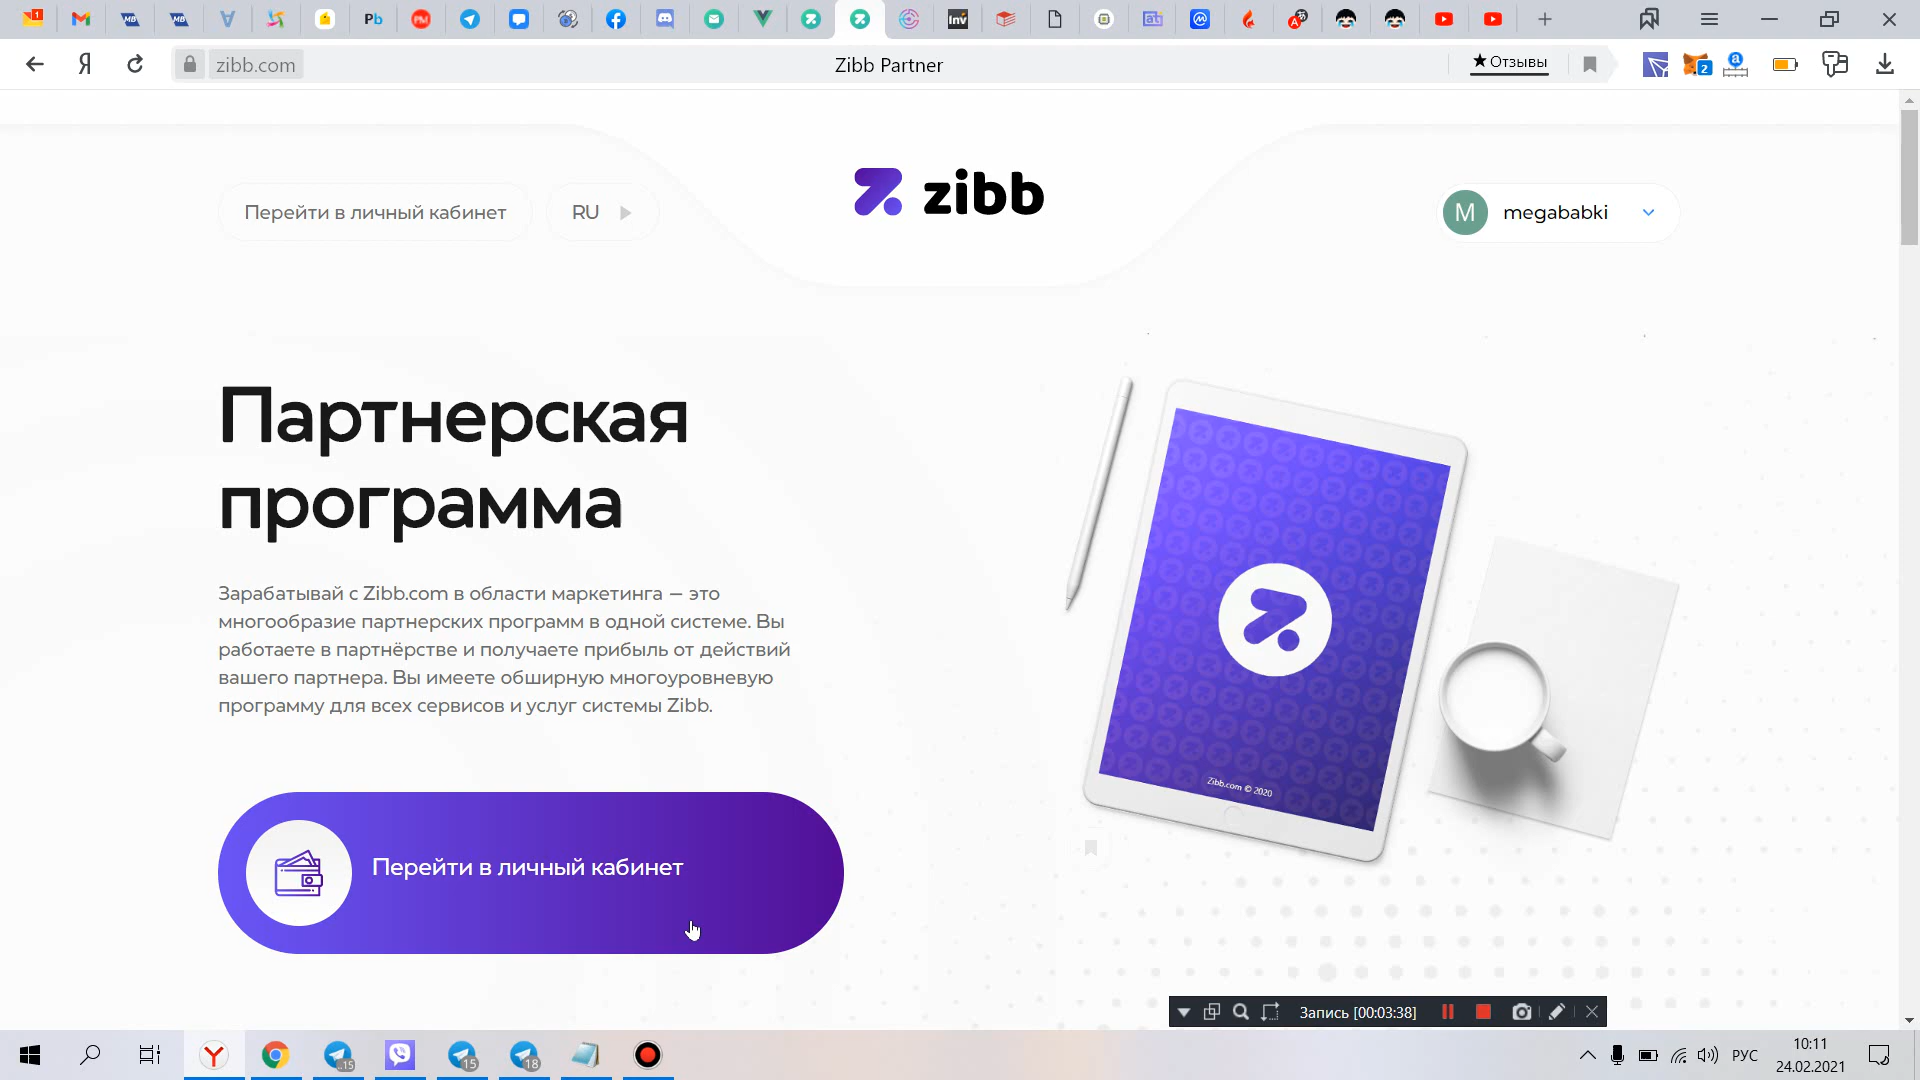 zibb.com
Zibb Partner
★ Отзывы
Перейти в личный кабинет
RU
zibb
M
megababki
Партнерская
программа
Зарабатывай с Zibb.com в области маркетинга — это
многообразие партнерских программ в одной системе. Вы
работаете в партнёрстве и получаете прибыль от действий
вашего партнера. Вы имеете обширную многоуровневую
программу для всех сервисов и услуг системы Zibb.
Перейти в личный кабинет
Zibb.com © 2020
Запись [00:03:38]
15
15
18
РУС
10:11
24.02.2021